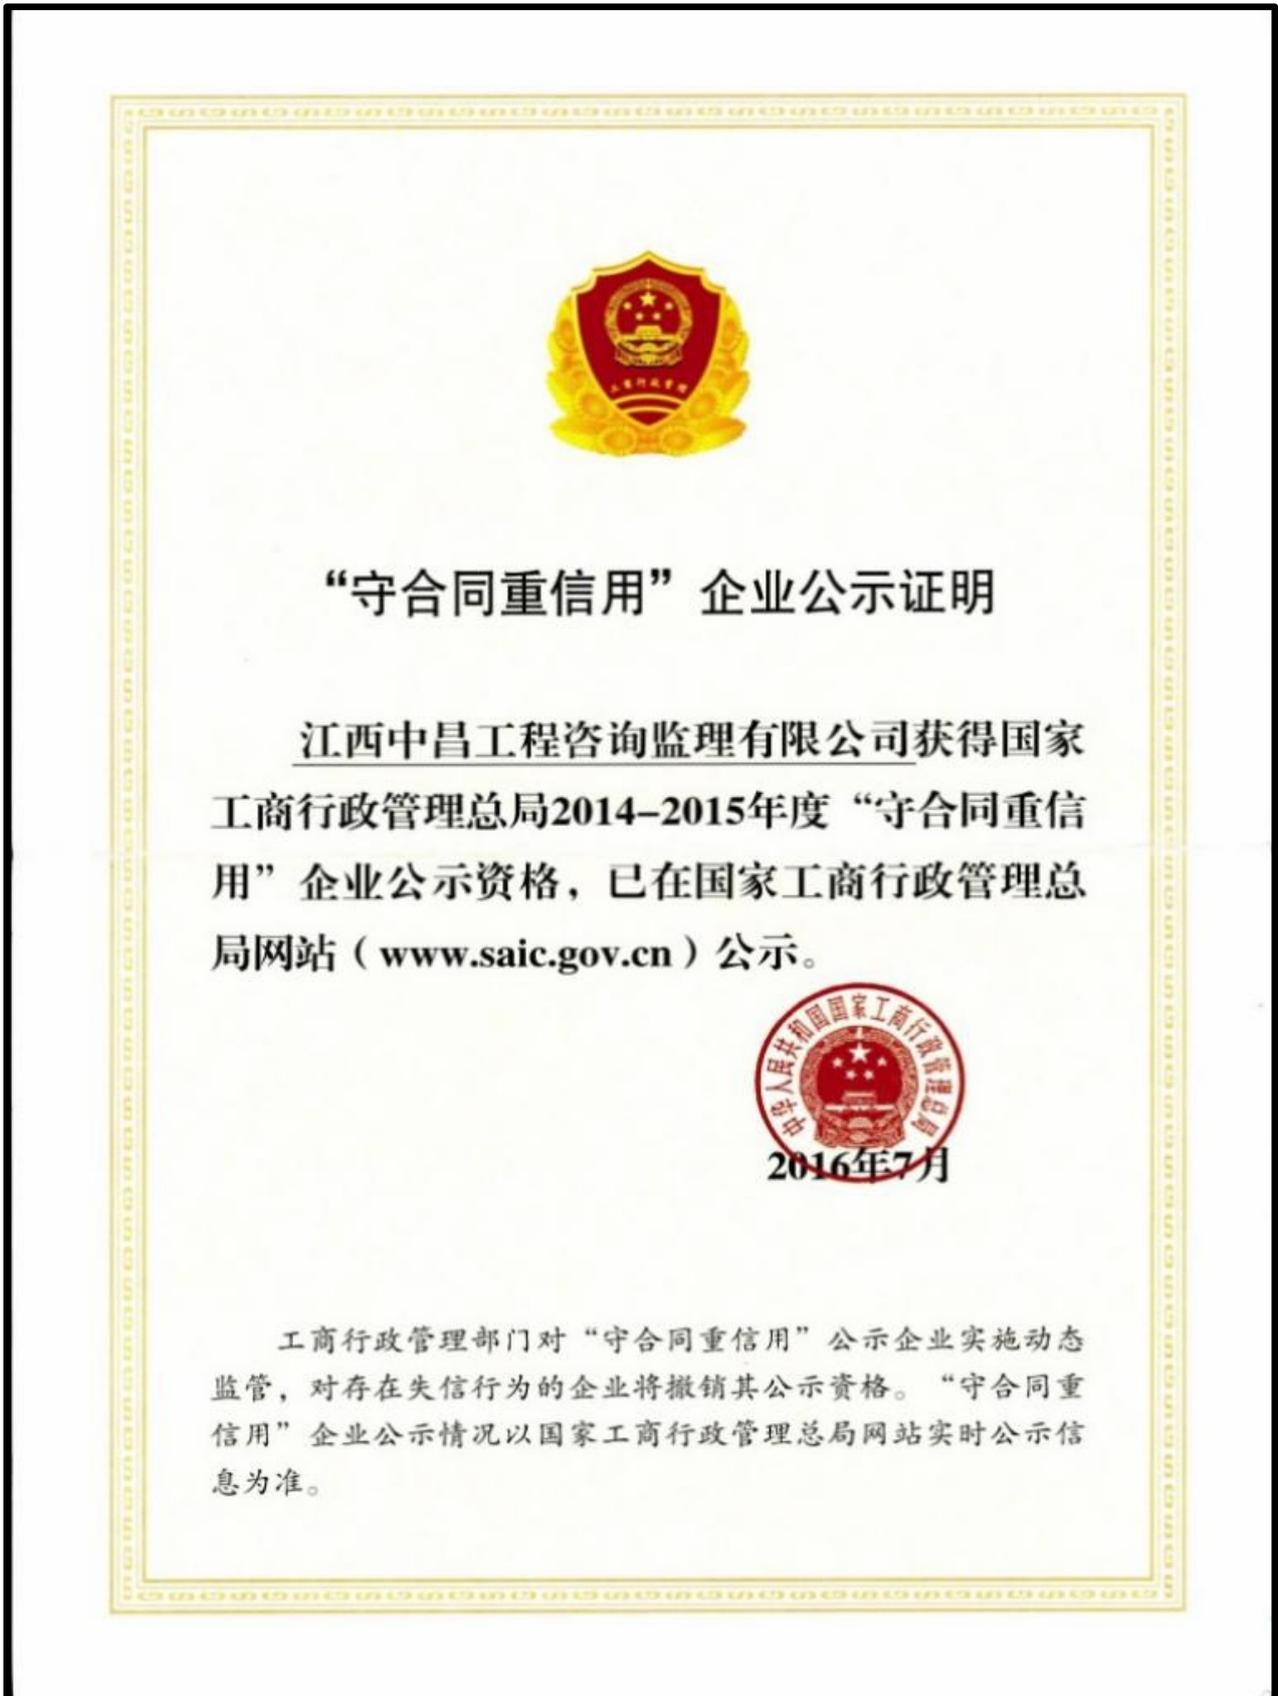 工商行政管理
“守合同重信用”企业公示证明
江西中昌工程咨询监理有限公司获得国家
工商行政管理总局2014-2015年度“守合同重信
用”企业公示资格，已在国家工商行政管理总
局网站（www.saic.gov.cn）公示。
中华人民共和国国家工商行政管理总局
2016年7月
工商行政管理部门对“守合同重信用”公示企业实施动态
监管，对存在失信行为的企业将撤销其公示资格。“守合同重
信用”企业公示情况以国家工商行政管理总局网站实时公示信
息为准。